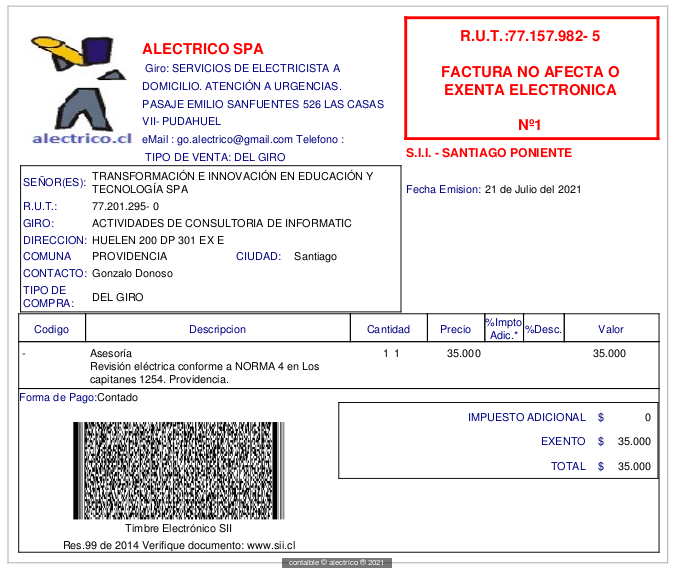 ALECTRICO SPA
Giro: SERVICIOS DE ELECTRICISTA A
DOMICILIO. ATENCIÓN A URGENCIAS.
PASAJE EMILIO SANFUENTES 526 LAS CASAS
VII- PUDAHUEL
eMail : go.alectrico@gmail.com Telefono :
TIPO DE VENTA: DEL GIRO
alectrico.cl
R.U.T.:77.157.982- 5
FACTURA NO AFECTA O
EXENTA ELECTRONICA
Nº1
S.I.I. - SANTIAGO PONIENTE
Fecha Emision: 21 de Julio del 2021
SEÑOR(ES): TRANSFORMACIÓN E INNOVACIÓN EN EDUCACIÓN Y
TECNOLOGÍA SPA
R.U.T.: 77.201.295- 0
GIRO: ACTIVIDADES DE CONSULTORIA DE INFORMATIC
DIRECCION: HUELEN 200 DP 301 EX E
COMUNA PROVIDENCIA CIUDAD: Santiago
CONTACTO: Gonzalo Donoso
TIPO DE
COMPRA: DEL GIRO
Codigo Descripcion Cantidad Precio %Impto Adic.* %Desc. Valor
- Asesoría 1 1 35.000 35.000
Revisión eléctrica conforme a NORMA 4 en Los
capitanes 1254. Providencia.
Forma de Pago:Contado
IMPUESTO ADICIONAL $ 0
EXENTO $ 35.000
TOTAL $ 35.000
Timbre Electrónico SII
Res.99 de 2014 Verifique documento: www.sii.cl
contaible © alectrico ® 2021